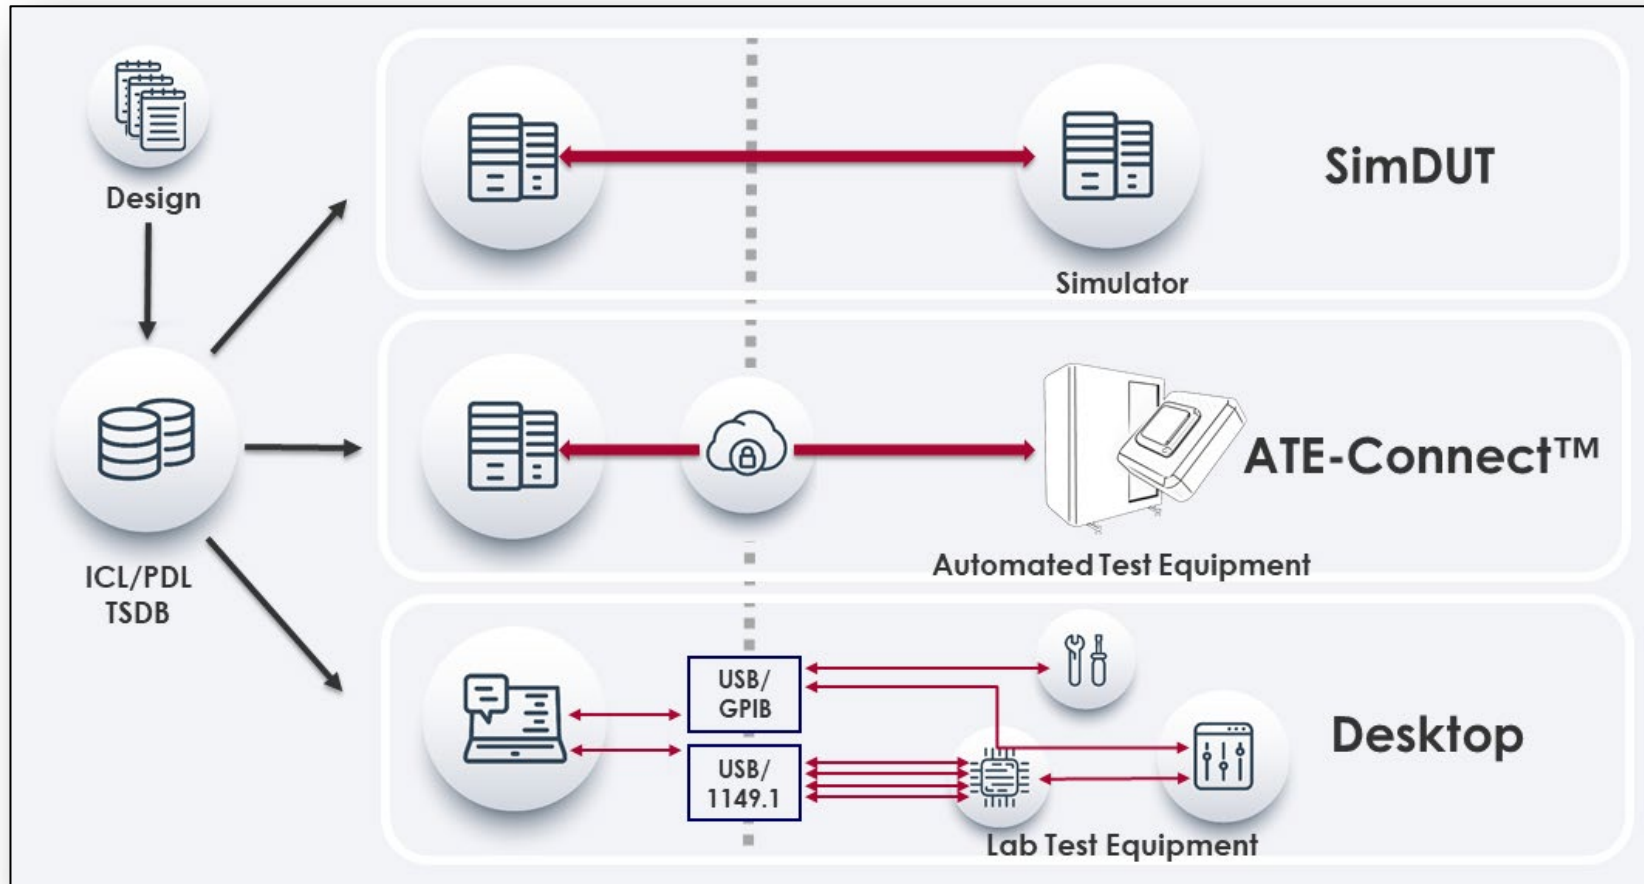 Design
SimDUT
Simulator
ICL/PDL
TSDB
ATE-Connect™
Automated Test Equipment
USB/
GPIB
USB/
1149.1
Desktop
Lab Test Equipment